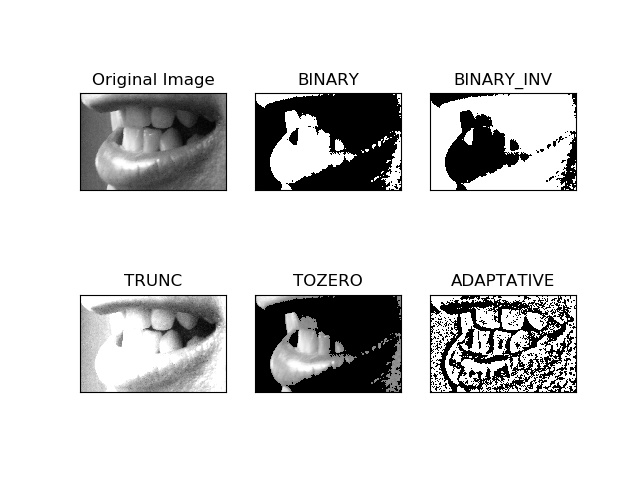 Original Image
BINARY
BINARY_INV
TRUNC
TOZERO
ADAPTATIVE